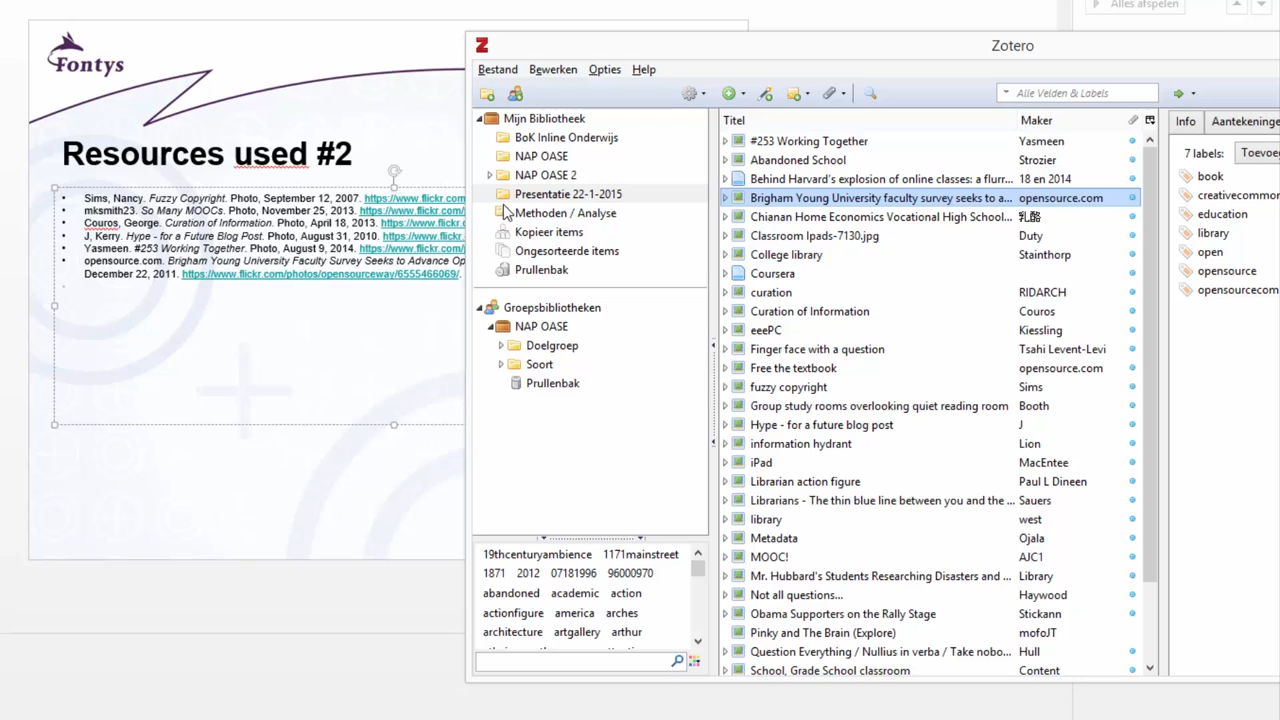 Alles afspelen
Fontys
Resources used #2
• Sims, Nancy. Fuzzy Copyright. Photo, September 12, 2007. https://www.flickr.com
• mksmith23. So Many MOOCs. Photo, November 25, 2013. https://www.flickr.com/
• Couros, George. Curation of Information. Photo, April 18, 2013. https://www.flick
• J, Kerry. Hype - for a Future Blog Post. Photo, August 31, 2010. https://www.flickr
• Yasmeen. #253 Working Together. Photo, August 9, 2014. https://www.flickr.com/
• opensource.com. Brigham Young University Faculty Survey Seeks to Advance Op
December 22, 2011. https://www.flickr.com/photos/opensourceway/6555466069/.
Z
Zotero
Bestand Bewerken Opties Help
Alle Velden & Labels
Mijn Bibliotheek
BoK Inline Onderwijs
NAP OASE
NAP OASE 2
Presentatie 22-1-2015
Methoden / Analyse
Kopieer items
Ongesorteerde items
Prullenbak
Groepsbibliotheken
NAP OASE
Doelgroep
Soort
Prullenbak
19thcenturyambience 1171mainstreet
1871 2012 07181996 96000970
abandoned academic action
actionfigure america arches
architecture artgallery arthur
Titel Maker
#253 Working Together Yasmeen
Abandoned School Strozier
Behind Harvard's explosion of online classes: a flurr... 18 en 2014
Brigham Young University faculty survey seeks to a... opensource.com
Chianan Home Economics Vocational High School... 乳酪
Classroom Ipads-7130.jpg Duty
College library Stainthorp
Coursera
curation RIDARCH
Curation of Information Couros
eeePC Kiessling
Finger face with a question Tsahi Levent-Levi
Free the textbook opensource.com
fuzzy copyright Sims
Group study rooms overlooking quiet reading room Booth
Hype - for a future blog post J
information hydrant Lion
iPad MacEntee
Librarian action figure Paul L Dineen
Librarians - The thin blue line between you and the ... Sauers
library west
Metadata Ojala
MOOC! AJC1
Mr. Hubbard's Students Researching Disasters and ... Library
Not all questions... Haywood
Obama Supporters on the Rally Stage Stickann
Pinky and The Brain (Explore) mofoJT
Question Everything / Nullius in verba / Take nobo... Hull
School, Grade School classroom Content
Info Aantekeninge
7 labels: Toevoe
book
creativecommo
education
library
open
opensource
opensourcecom